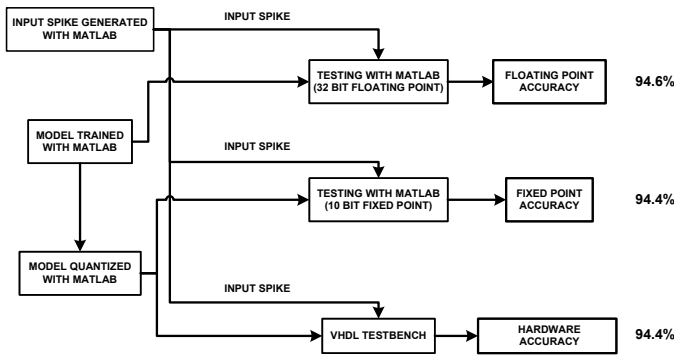 INPUT SPIKE GENERATED
WITH MATLAB
INPUT SPIKE
TESTING WITH MATLAB
(32 BIT FLOATING POINT)
FLOATING POINT
ACCURACY
94.6%
MODEL TRAINED
WITH MATLAB
INPUT SPIKE
TESTING WITH MATLAB
(10 BIT FIXED POINT)
FIXED POINT
ACCURACY
94.4%
MODEL QUANTIZED
WITH MATLAB
INPUT SPIKE
VHDL TESTBENCH
HARDWARE
ACCURACY
94.4%